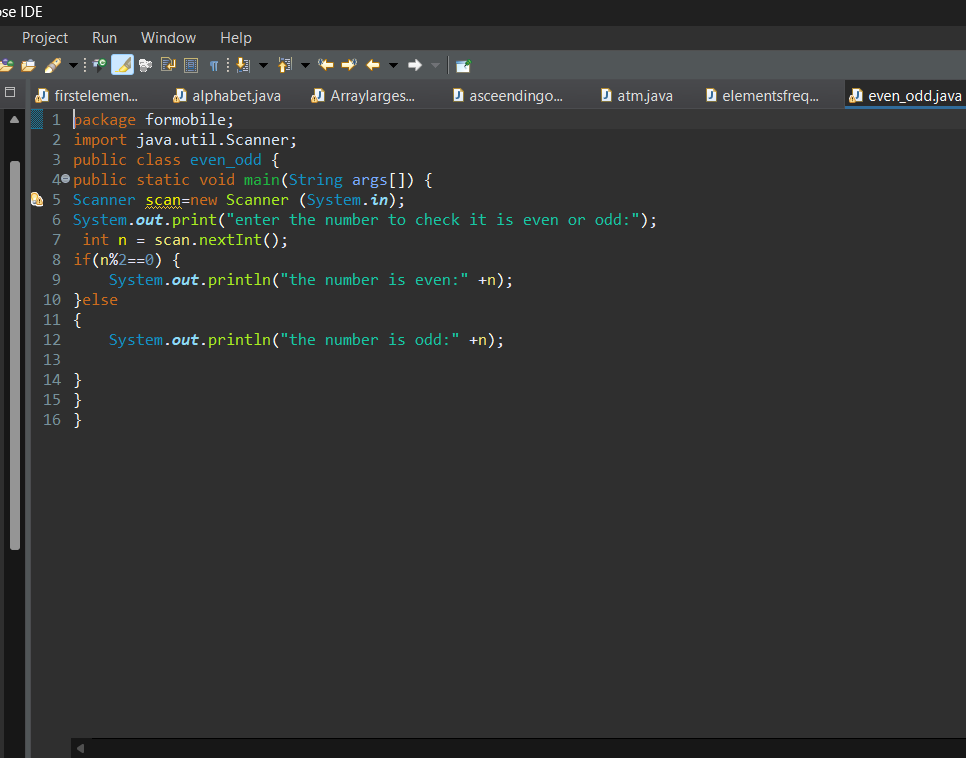 ose IDE
Project Run Window Help
firstelemen... alphabet.java Arraylarges... asceendingo... atm.java elementsfreq... even_odd.java
1 package formobile;
2 import java.util.Scanner;
3 public class even_odd {
4 public static void main(String args[]) {
5 Scanner scan=new Scanner (System.in);
6 System.out.print("enter the number to check it is even or odd:");
7 int n = scan.nextInt();
8 if(n%2==0) {
9 System.out.println("the number is even:" +n);
10 }else
11 {
12 System.out.println("the number is odd:" +n);
13
14 }
15 }
16 }